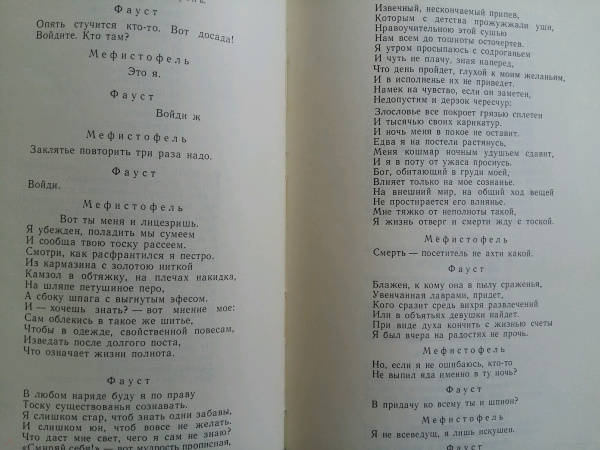 Фауст
Опять стучится кто-то. Вот досада!
Войдите. Кто там?
Мефистофель
Это я.
Фауст
Войди ж
Мефистофель
Заклятье повторить три раза надо.
Фауст
Войди.
Мефистофель
Вот ты меня и лицезришь.
Я убежден, поладить мы сумеем
И сообща твою тоску рассеем.
Смотри, как расфрантился я пестро.
Из кармазина с золотою ниткой
Камзол в обтяжку, на плечах накидка,
На шляпе петушиное перо,
А сбоку шпага с выгнутым эфесом.
И — хочешь знать? — вот мнение мое:
Сам облекись в такое же шитье,
Чтобы в одежде, свойственной повесам,
Изведать после долгого поста,
Что означает жизни полнота.
Фауст
В любом наряде буду я по праву
Тоску существованья сознавать.
Я слишком стар, чтоб знать одни забавы,
И слишком юн, чтоб вовсе не желать.
Что даст мне свет, чего я сам не знаю?
«Смиряй себя!» — вот мудрость прописная,
Извечный, нескончаемый припев,
Которым с детства прожужжали уши,
Нравоучительною этой сушью
Нам всем до тошноты осточертев.
Я утром просыпаюсь с содроганьем
И чуть не плачу, зная наперед,
Что день пройдет, глухой к моим желаньям,
И в исполненье их не приведет.
Намек на чувство, если он заметен,
Недопустим и дерзок чересчур:
Злословье все покроет грязью сплетен
И тысячью своих карикатур.
И ночь меня в покое не оставит.
Едва я на постели растянусь,
Меня кошмар ночным удушьем сдавит,
И я в поту от ужаса проснусь.
Бог, обитающий в груди моей,
Влияет только на мое сознанье.
На внешний мир, на общий ход вещей
Не простирается его влиянье.
Мне тяжко от неполноты такой,
Я жизнь отверг и смерти жду с тоской.
Мефистофель
Смерть — посетитель не ахти какой.
Фауст
Блажен, к кому она в пылу сраженья,
Увенчанная лаврами, придет,
Кого сразит средь вихря развлечений
Или в объятьях девушки найдет.
При виде духа кончить с жизнью счеты
Я был вчера на радостях не прочь.
Мефистофель
Но, если я не ошибаюсь, кто-то
Не выпил яда именно в ту ночь?
Фауст
В придачу ко всему ты и шпион?
Мефистофель
Я не всеведущ, я лишь искушен.
Фауст